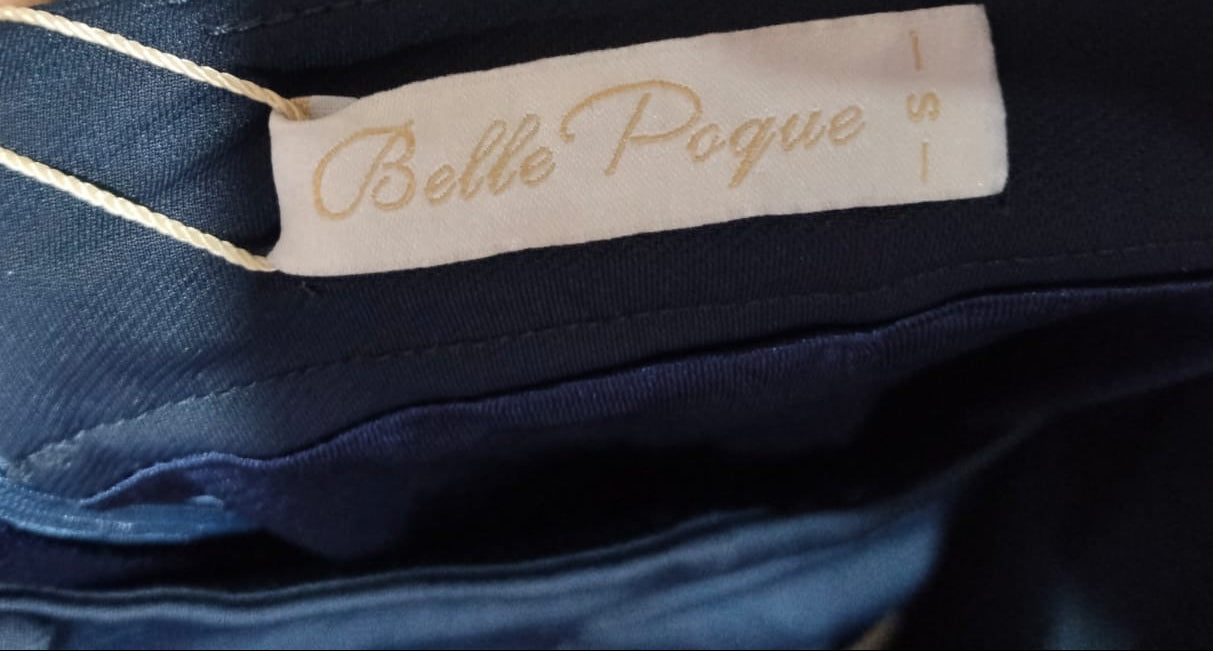 Belle Poque
— S —